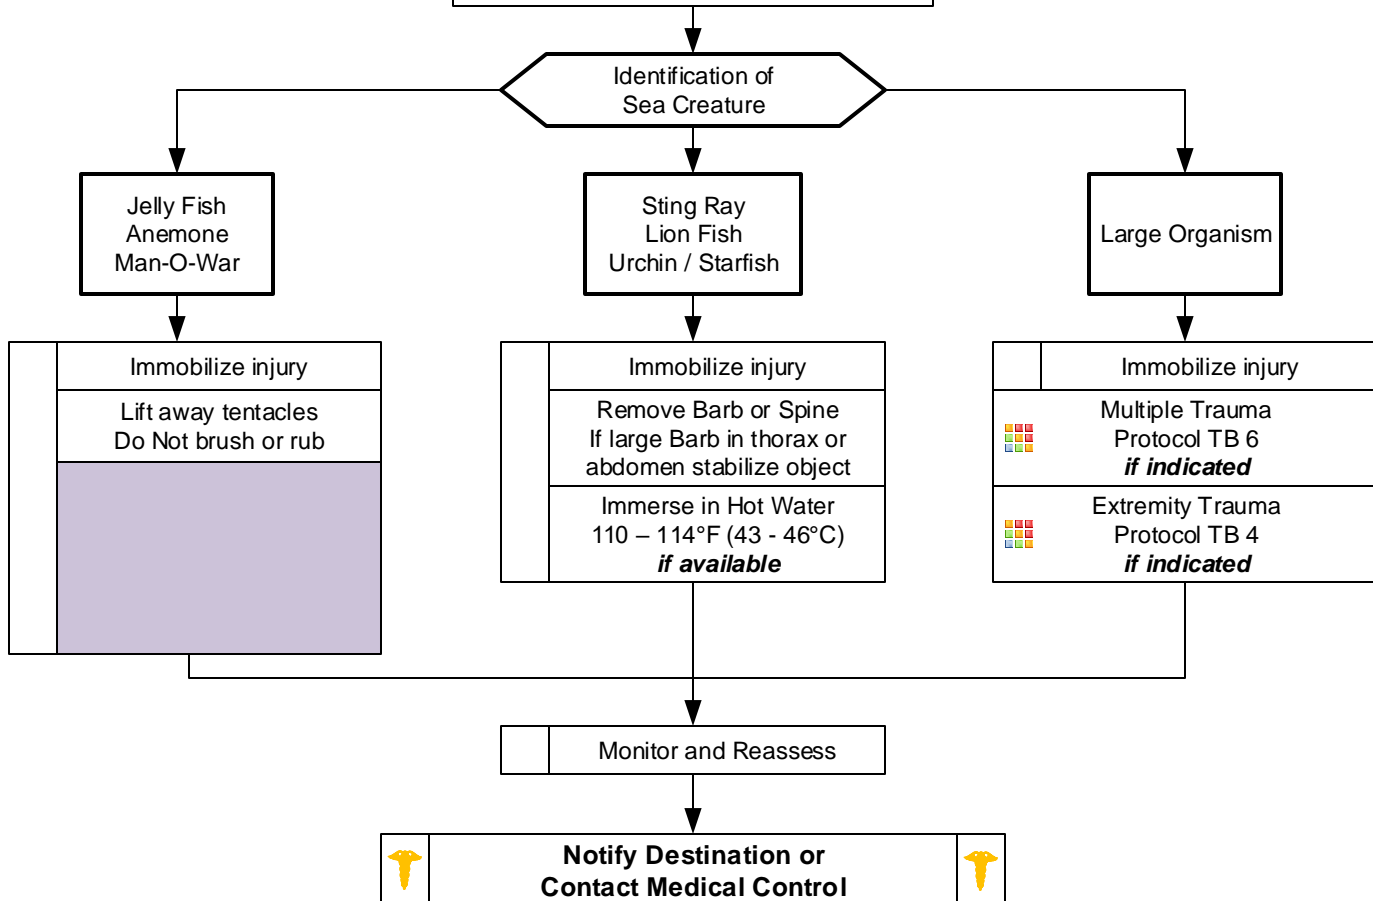 Identification of
Sea Creature
Jelly Fish
Anemone
Man-O-War
Sting Ray
Lion Fish
Urchin / Starfish
Large Organism
Immobilize injury
Lift away tentacles
Do Not brush or rub
Immobilize injury
Remove Barb or Spine
If large Barb in thorax or
abdomen stabilize object
Immerse in Hot Water
110 – 114°F (43 - 46°C)
if available
Immobilize injury
Multiple Trauma
Protocol TB 6
if indicated
Extremity Trauma
Protocol TB 4
if indicated
Monitor and Reassess
Notify Destination or
Contact Medical Control